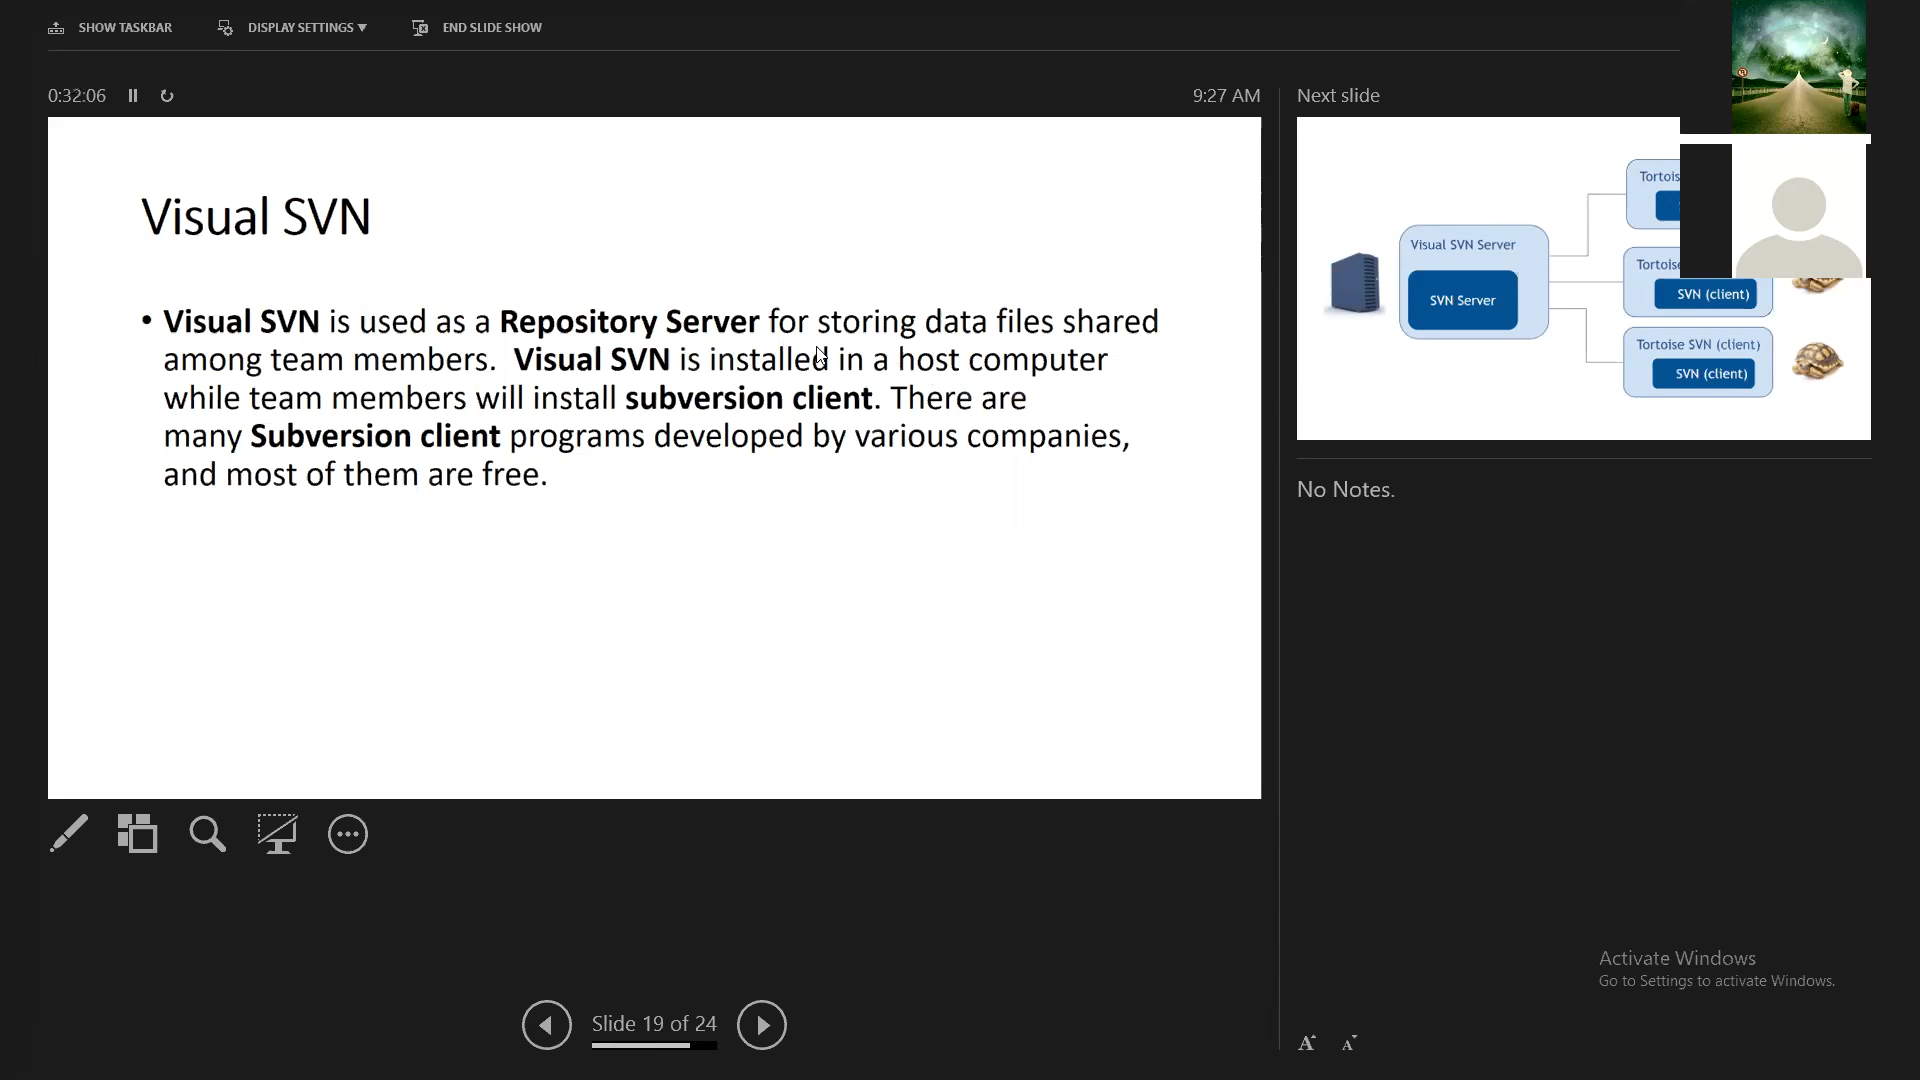 SHOW TASKBAR DISPLAY SETTINGS ▾ END SLIDE SHOW
0:32:06 9:27 AM
Visual SVN
• Visual SVN is used as a Repository Server for storing data files shared
among team members. Visual SVN is installed in a host computer
while team members will install subversion client. There are
many Subversion client programs developed by various companies,
and most of them are free.
Slide 19 of 24
Next slide
Visual SVN Server
SVN Server
SVN (client)
Tortoise SVN (client)
SVN (client)
No Notes.
Activate Windows
Go to Settings to activate Windows.
A A